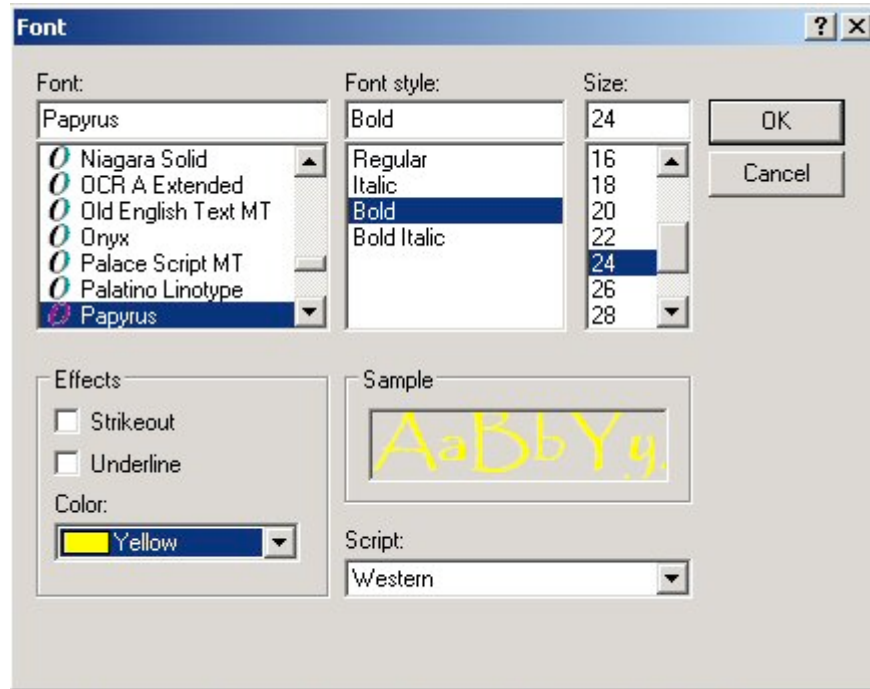 Font
Font:
Papyrus
Niagara Solid
OCR A Extended
Old English Text MT
Onyx
Palace Script MT
Palatino Linotype
Papyrus
Font style:
Bold
Regular
Italic
Bold
Bold Italic
Size:
24
16
18
20
22
24
26
28
OK
Cancel
Effects
Strikeout
Underline
Color:
Yellow
Sample
AaBbYy
Script:
Western